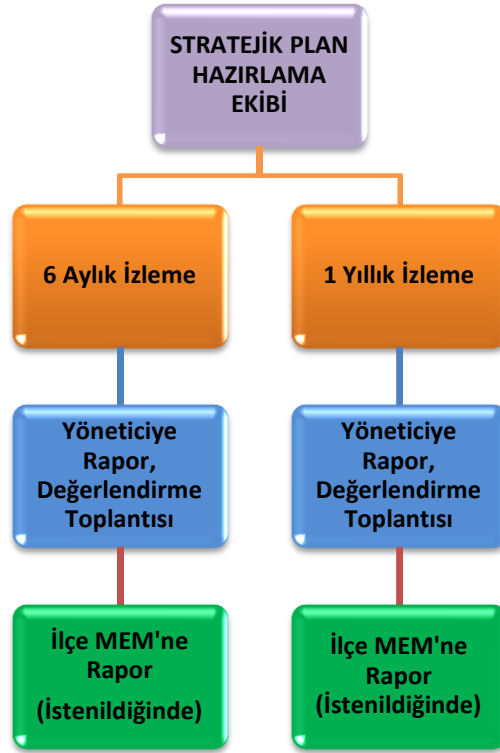 STRATEJİK PLAN
HAZIRLAMA
EKİBİ
6 Aylık İzleme
1 Yıllık İzleme
Yöneticiye
Rapor,
Değerlendirme
Toplantısı
Yöneticiye
Rapor,
Değerlendirme
Toplantısı
İlçe MEM'ne
Rapor
(İstenildiğinde)
İlçe MEM'ne
Rapor
(İstenildiğinde)